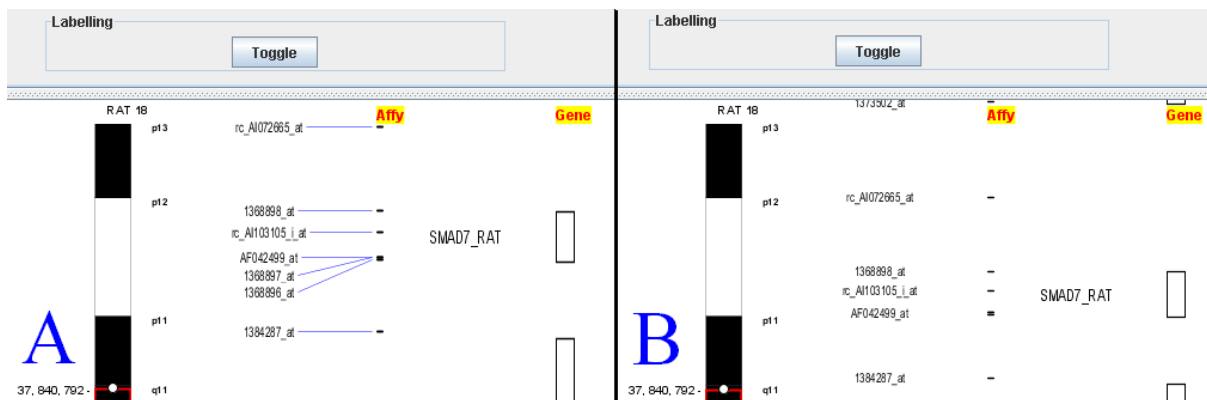 Labelling
Toggle
RAT 18
Affy
Gene
p13
rc_AI072665_at
p12
1368898_at
rc_AI103105_i_at
SMAD7_RAT
AF042499_at
1368897_at
1368896_at
p11
1384287_at
A
37, 840, 792 -
q11
Labelling
Toggle
1373502_at
RAT 18
Affy
Gene
p13
p12
rc_AI072665_at
1368898_at
rc_AI103105_i_at
SMAD7_RAT
AF042499_at
p11
B
1384287_at
37, 840, 792 -
q11